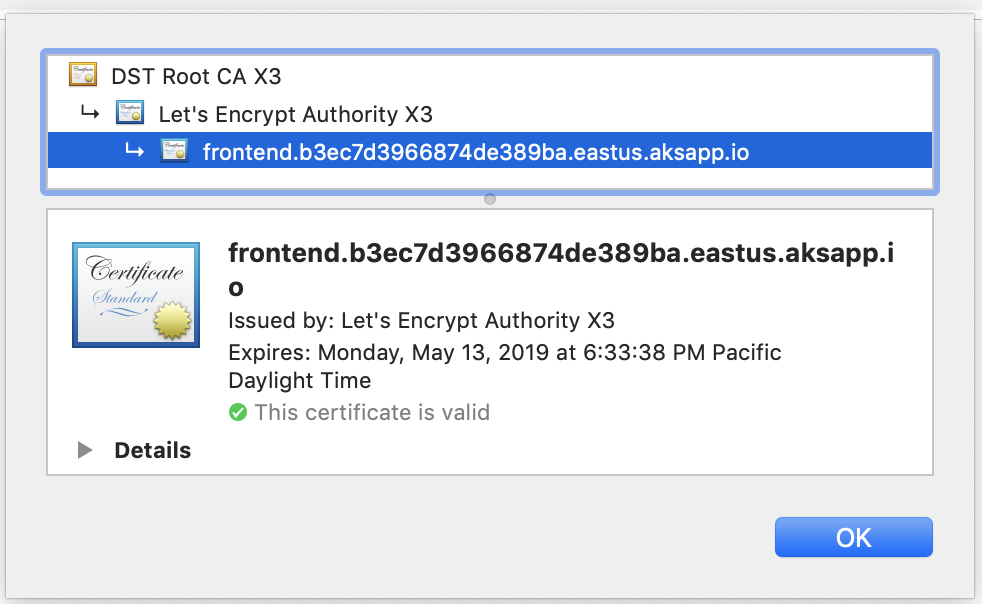 DST Root CA X3
Let's Encrypt Authority X3
frontend.b3ec7d3966874de389ba.eastus.aksapp.io
Certificate
Standard
frontend.b3ec7d3966874de389ba.eastus.aksapp.i
o
Issued by: Let's Encrypt Authority X3
Expires: Monday, May 13, 2019 at 6:33:38 PM Pacific
Daylight Time
This certificate is valid
Details
OK